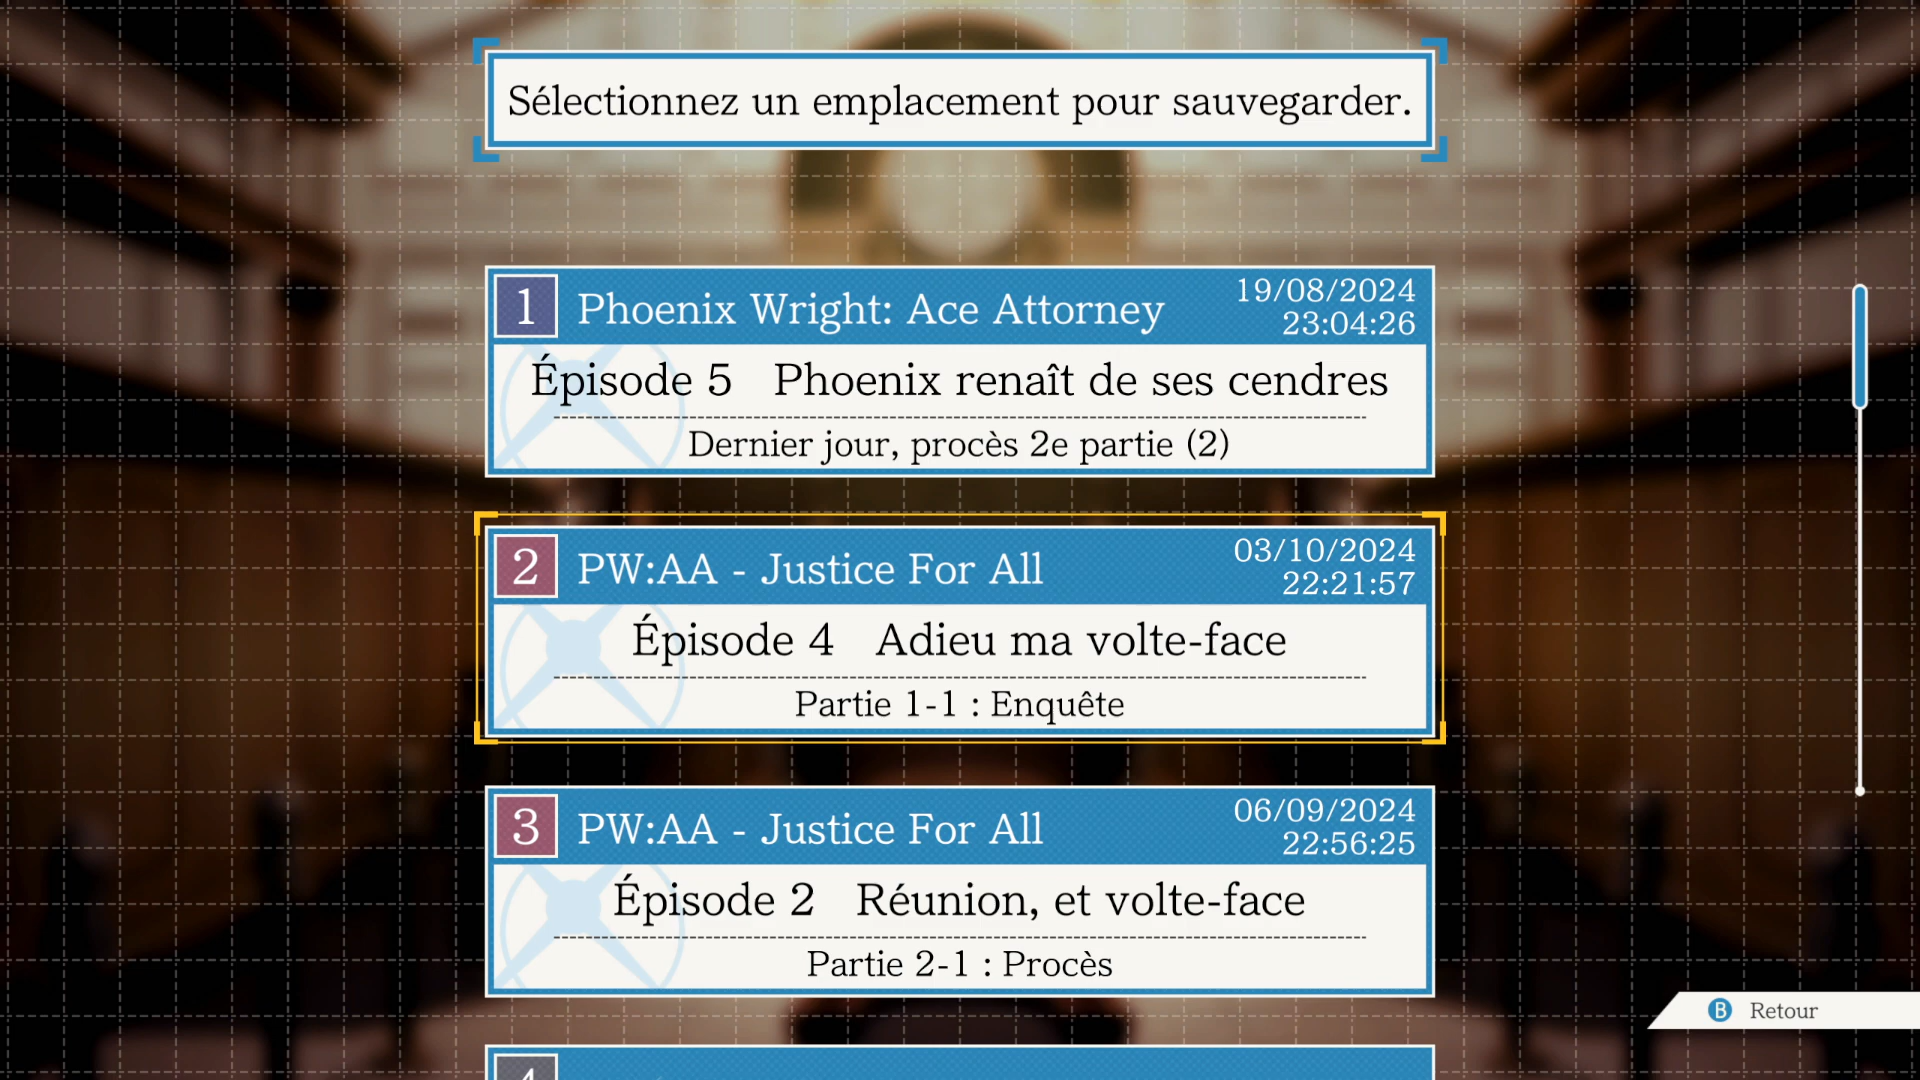 Sélectionnez un emplacement pour sauvegarder.
1 Phoenix Wright: Ace Attorney 19/08/2024
23:04:26
Épisode 5 Phoenix renaît de ses cendres
Dernier jour, procès 2e partie (2)
2 PW:AA - Justice For All 03/10/2024
22:21:57
Épisode 4 Adieu ma volte-face
Partie 1-1 : Enquête
3 PW:AA - Justice For All 06/09/2024
22:56:25
Épisode 2 Réunion, et volte-face
Partie 2-1 : Procès
4
B Retour